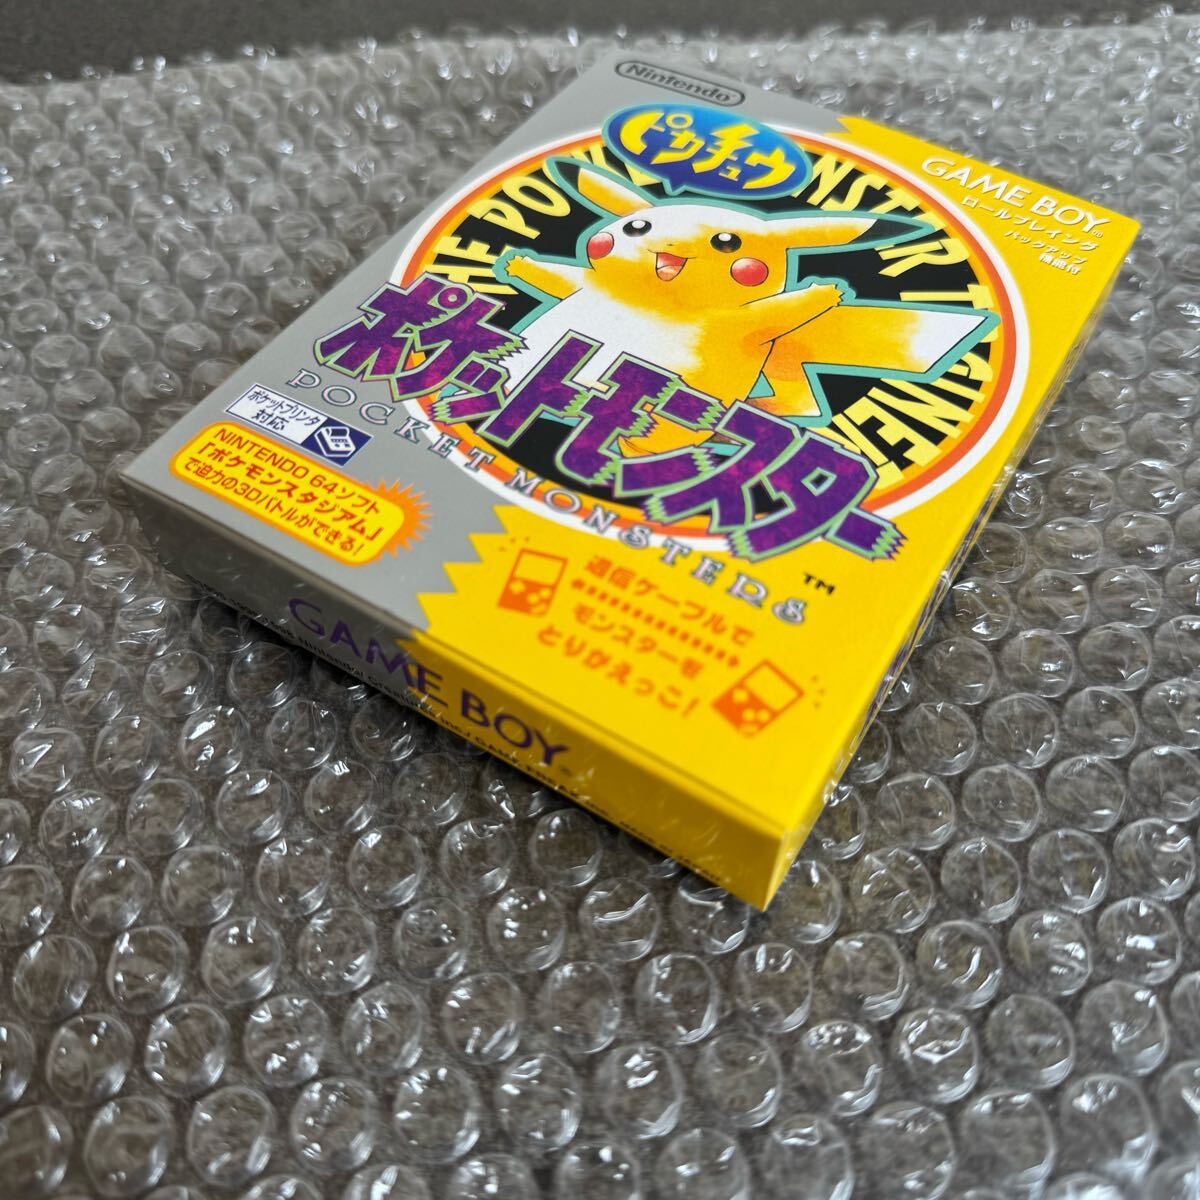 Nintendo
GAME BOY
ロールプレイング
バックアップ
機能付
ピカチュウ
THE POCKET MONSTER TRAINER
ポケットモンスター
POCKET MONSTERS
TM
ポケットプリンタ
対応
NINTENDO 64ソフト
「ポケモンスタジアム」
で迫力の3Dバトルができる!
通信ケーブルで
モンスターを
とりかえっこ!
GAME BOY